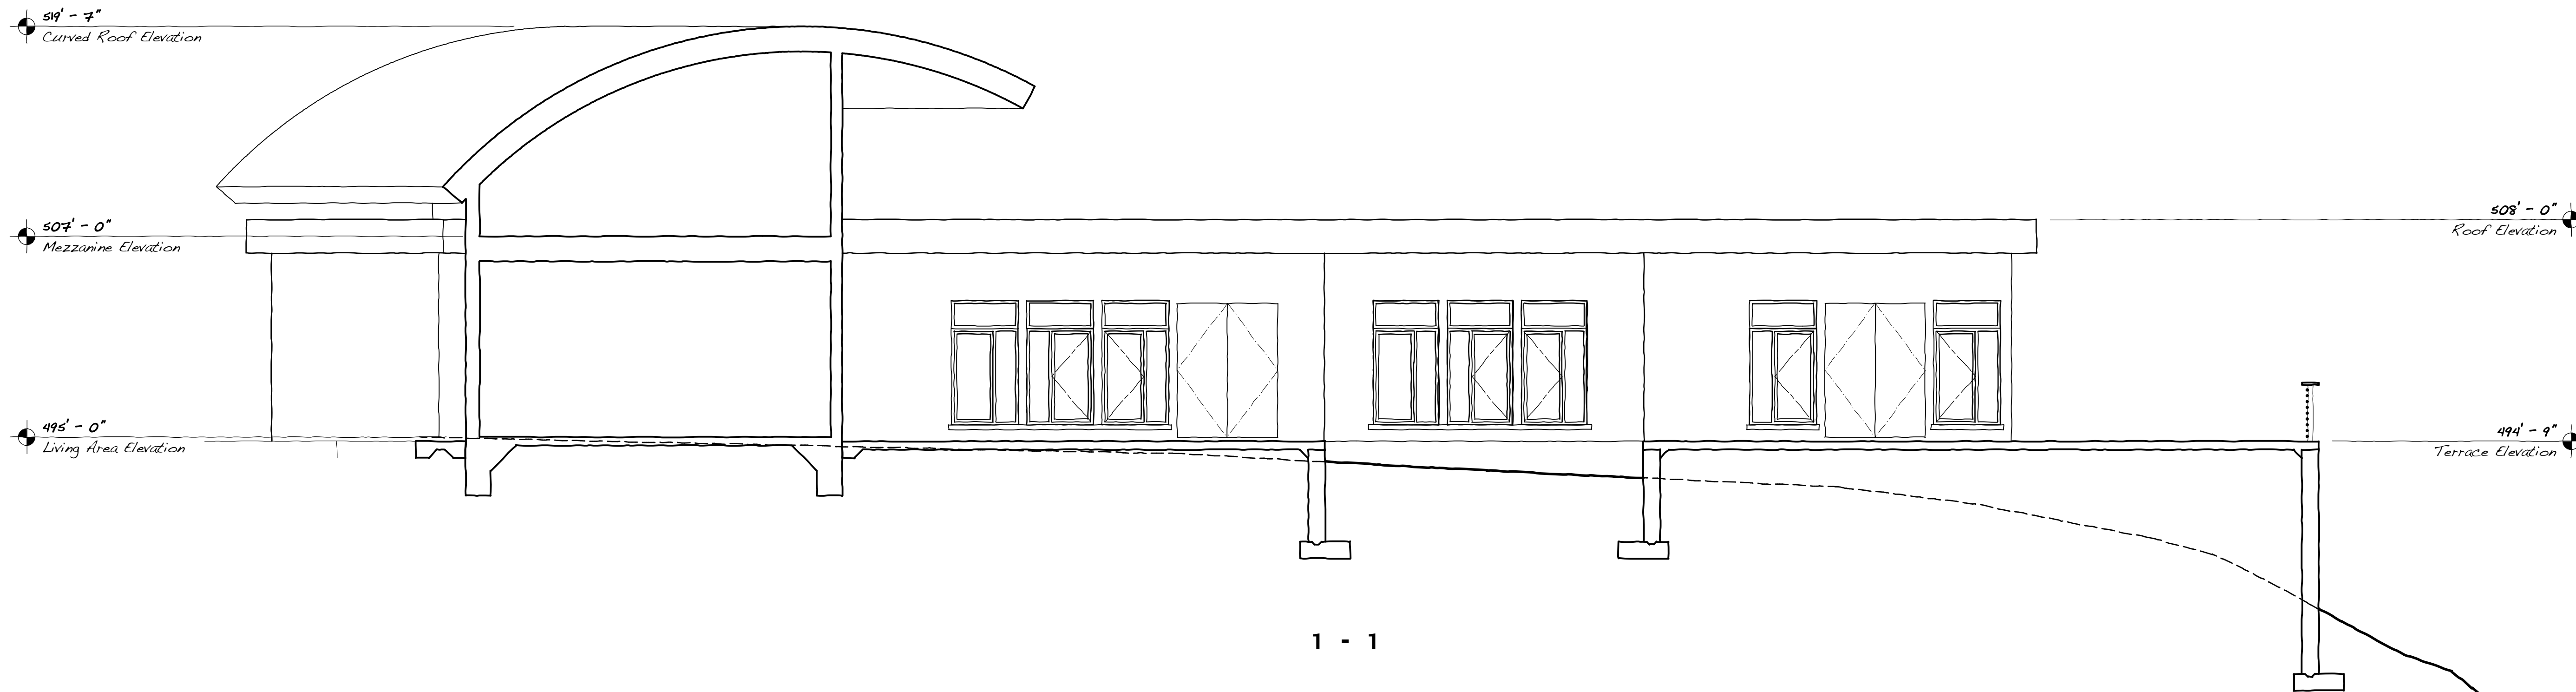 519' - 7"
Curved Roof Elevation
507' - 0"
Mezzanine Elevation
508' - 0"
Roof Elevation
495' - 0"
Living Area Elevation
494' - 9"
Terrace Elevation
1 - 1